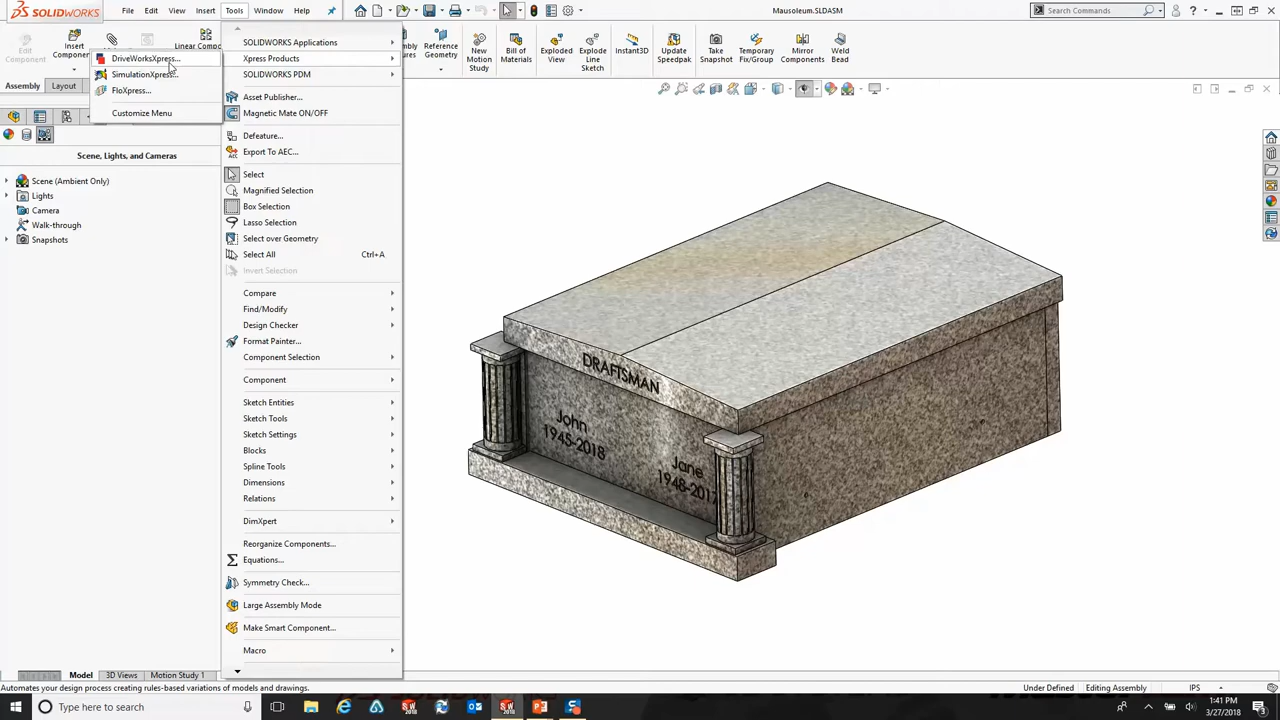 SOLIDWORKS
File
Edit
View
Insert
Tools
Window
Help
Mausoleum.SLDASM
Search Commands
Edit
Component
Insert
Linear Compo
Reference
Geometry
New
Motion
Study
Bill of
Materials
Exploded
View
Explode
Line
Sketch
Instant3D
Update
Speedpak
Take
Snapshot
Temporary
Fix/Group
Mirror
Components
Weld
Bead
DriveWorksXpress...
SimulationXpress...
FloXpress...
Customize Menu
Assembly
Layout
Scene, Lights, and Cameras
Scene (Ambient Only)
Lights
Camera
Walk-through
Snapshots
SOLIDWORKS Applications
Xpress Products
SOLIDWORKS PDM
Asset Publisher...
Magnetic Mate ON/OFF
Defeature...
Export To AEC...
Select
Magnified Selection
Box Selection
Lasso Selection
Select over Geometry
Select All Ctrl+A
Invert Selection
Compare
Find/Modify
Design Checker
Format Painter...
Component Selection
Component
Sketch Entities
Sketch Tools
Sketch Settings
Blocks
Spline Tools
Dimensions
Relations
DimXpert
Reorganize Components...
Equations...
Symmetry Check...
Large Assembly Mode
Make Smart Component...
Macro
DRAFTSMAN
John
1945-2018
Jane
1948-2017
Model
3D Views
Motion Study 1
Automates your design process creating rules-based variations of models and drawings.
Under Defined
Editing Assembly
IPS
Type here to search
1:41 PM
3/27/2018